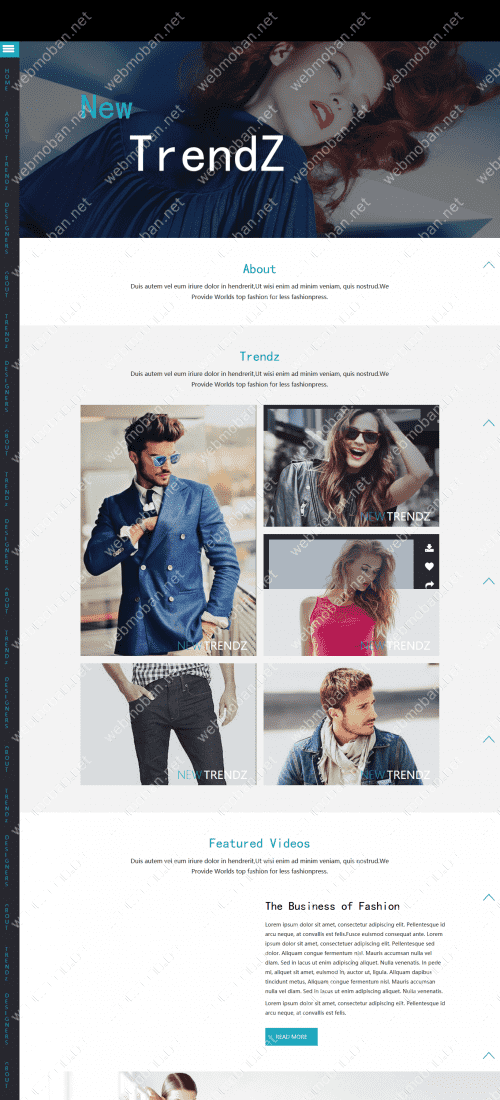 New
TrendZ
HOME
ABOUT
TRENDZ
DESIGNERS
About
Duis autem vel eum iriure dolor in hendrerit,Ut wisi enim ad minim veniam, quis nostrud.We
Provide Worlds top fashion for less fashionpress.
Trendz
Duis autem vel eum iriure dolor in hendrerit,Ut wisi enim ad minim veniam, quis nostrud.We
Provide Worlds top fashion for less fashionpress.
NEW TRENDZ
NEW TRENDZ
NEW TRENDZ
NEW TRENDZ
NEW TRENDZ
Featured Videos
Duis autem vel eum iriure dolor in hendrerit,Ut wisi enim ad minim veniam, quis nostrud.We
Provide Worlds top fashion for less fashionpress.
The Business of Fashion
Lorem ipsum dolor sit amet, consectetur adipiscing elit. Pellentesque id
arcu neque, at convallis est felis.Fusce euismod consequat ante. Lorem
ipsum dolor sit amet, consectetuer adipiscing elit. Pellentesque sed
dolor. Aliquam congue fermentum nisl. Mauris accumsan nulla vel
diam. Sed in lacus ut enim adipiscing aliquet. Nulla venenatis. In pede
mi, aliquet sit amet, euismod in, auctor ut, ligula. Aliquam dapibus
tincidunt metus, Aliquam congue fermentum nisl. Mauris accumsan
nulla vel diam. Sed in lacus ut enim adipiscing aliquet. Nulla venenatis.
Lorem ipsum dolor sit amet, consectetur adipiscing elit. Pellentesque id
arcu neque, at convallis est felis.
READ MORE
webmoban.net